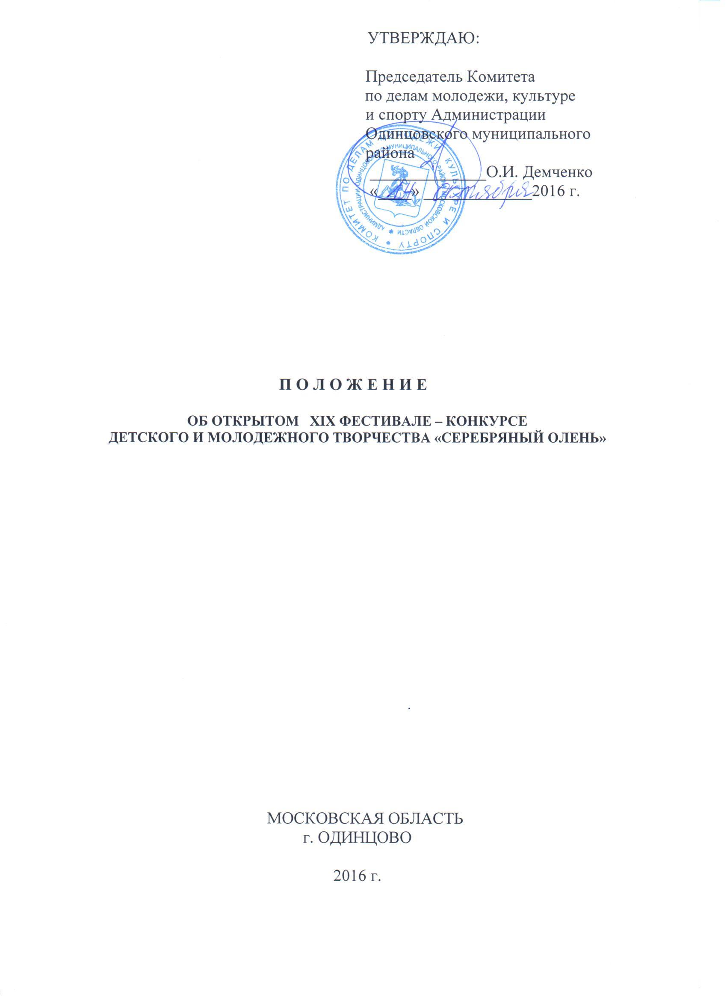 УТВЕРЖДАЮ:
Председатель Комитета
по делам молодежи, культуре
и спорту Администрации
Одинцовского муниципального
района
О.И. Демченко
« » октября 2016 г.
КОМИТЕТ ПО ДЕЛАМ МОЛОДЕЖИ, КУЛЬТУРЕ И СПОРТУ
АДМИНИСТРАЦИИ ОДИНЦОВСКОГО МУНИЦИПАЛЬНОГО РАЙОНА МОСКОВСКОЙ ОБЛАСТИ
П О Л О Ж Е Н И Е
ОБ ОТКРЫТОМ XIX ФЕСТИВАЛЕ – КОНКУРСЕ
ДЕТСКОГО И МОЛОДЕЖНОГО ТВОРЧЕСТВА «СЕРЕБРЯНЫЙ ОЛЕНЬ»
МОСКОВСКАЯ ОБЛАСТЬ
г. ОДИНЦОВО
2016 г.